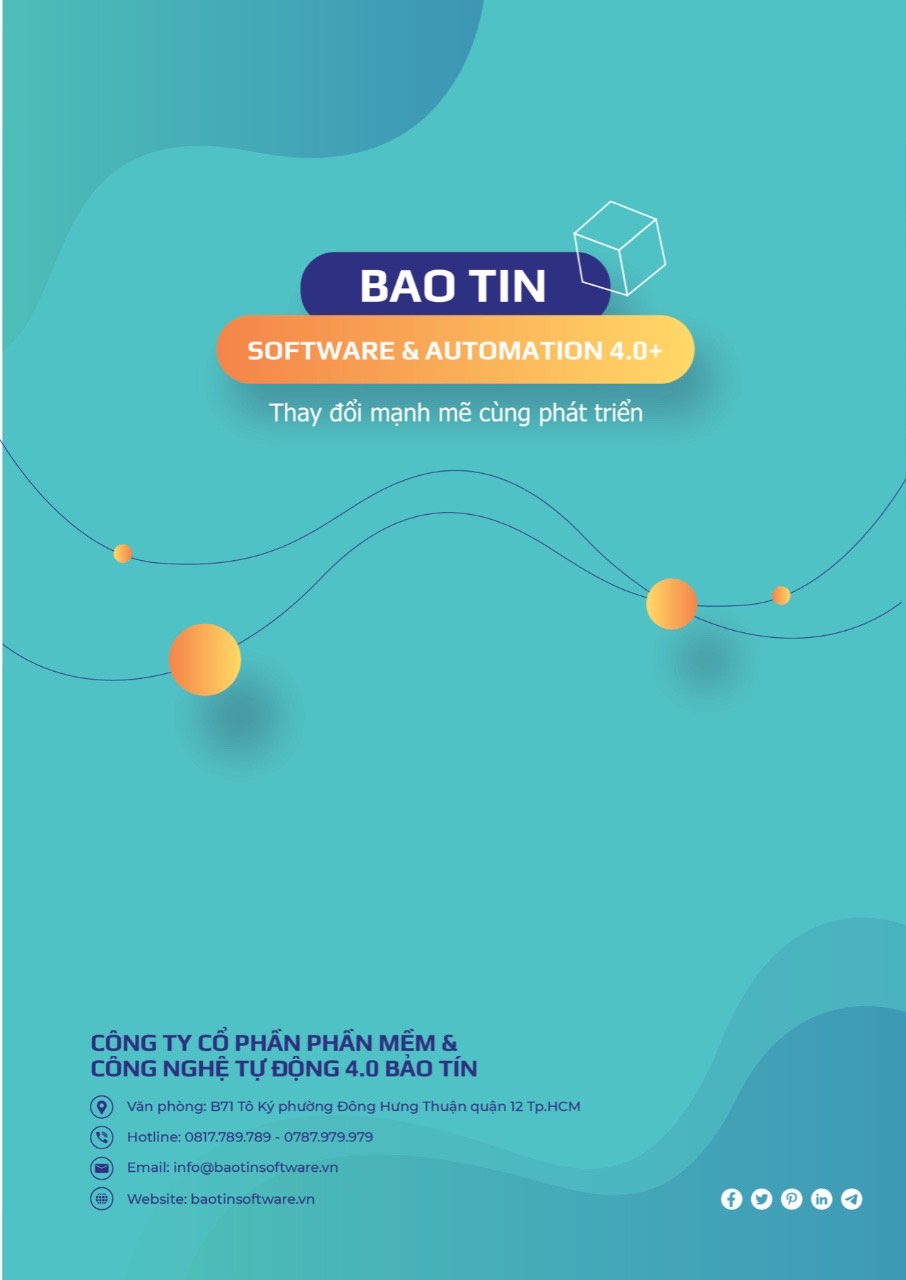 BAO TIN
SOFTWARE & AUTOMATION 4.0+
Thay đổi mạnh mẽ cùng phát triển
CÔNG TY CỔ PHẦN PHẦN MỀM &
CÔNG NGHỆ TỰ ĐỘNG 4.0 BẢO TÍN
Văn phòng: B71 Tô Ký phường Đông Hưng Thuận quận 12 Tp.HCM
Hotline: 0817.789.789 - 0787.979.979
Email: info@baotinsoftware.vn
Website: baotinsoftware.vn